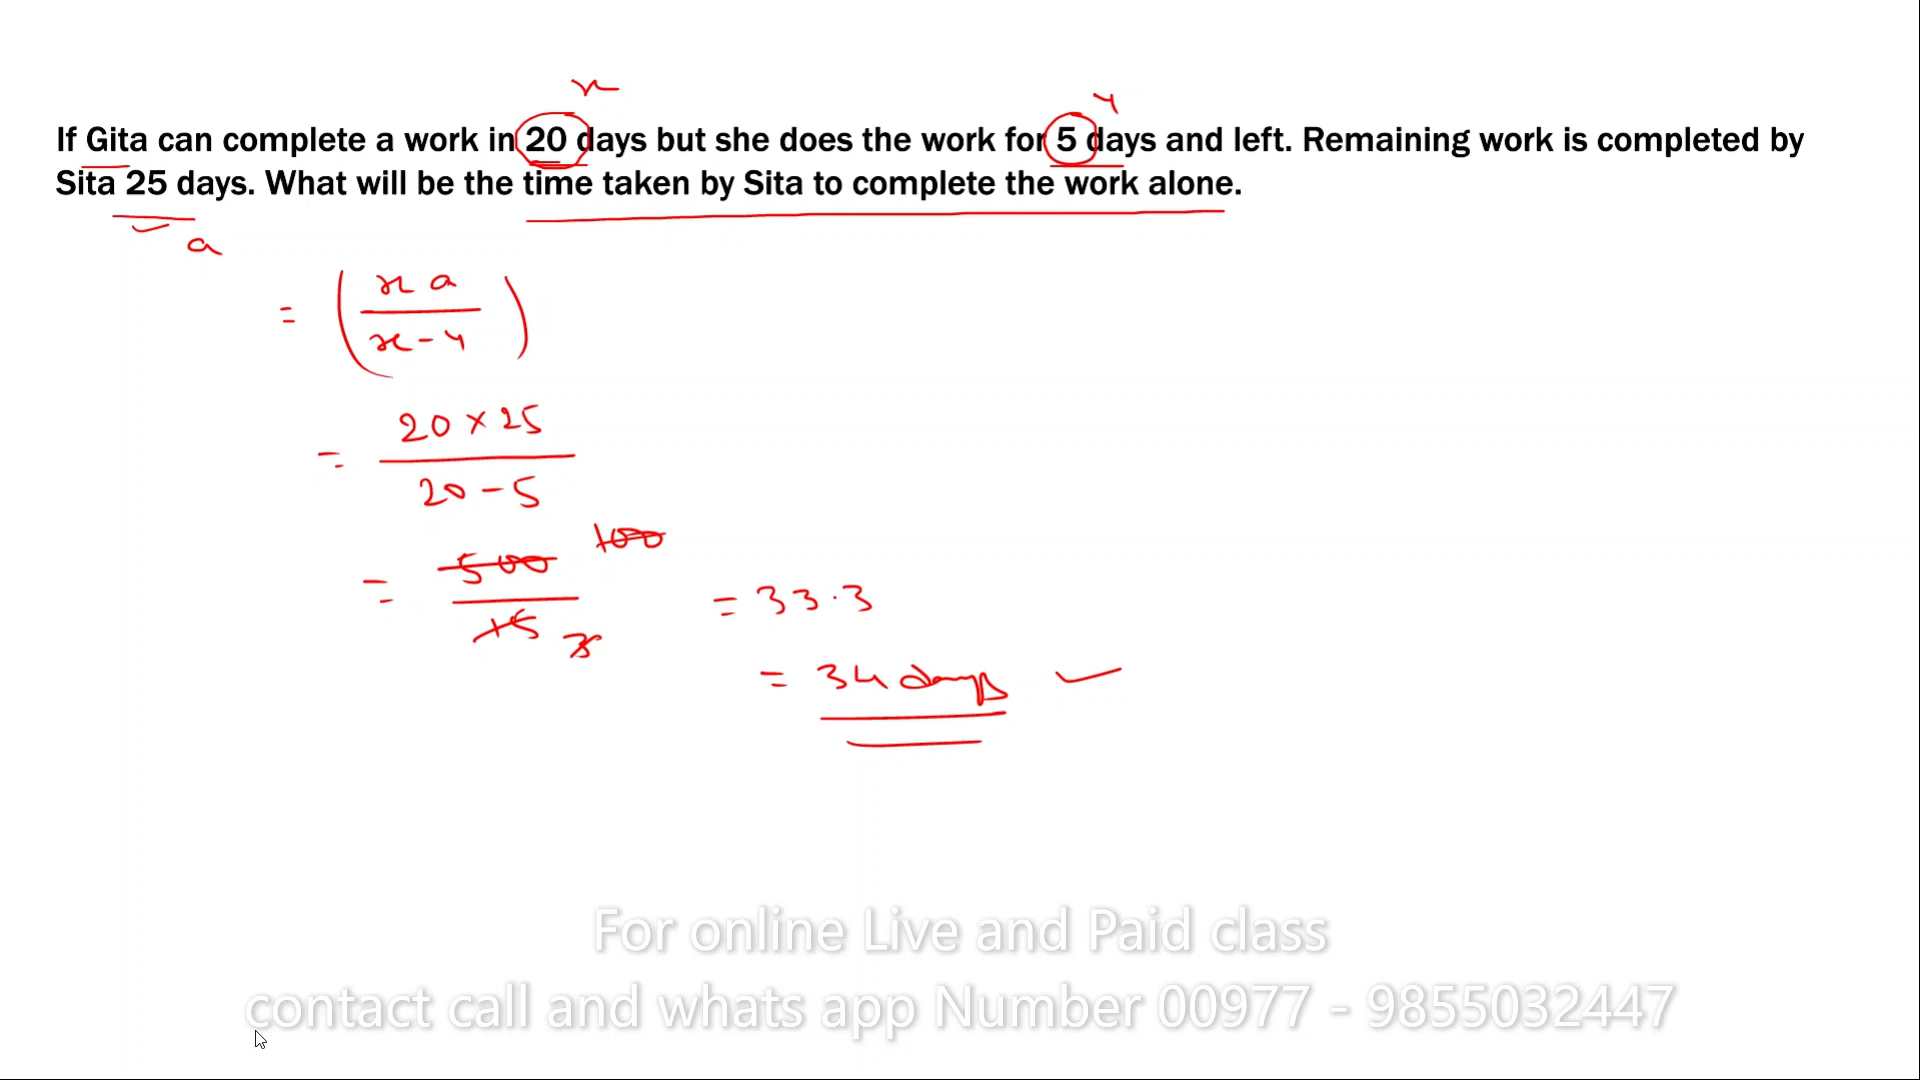 x
y
If Gita can complete a work in 20 days but she does the work for 5 days and left. Remaining work is completed by
Sita 25 days. What will be the time taken by Sita to complete the work alone.
a
= ( x a
x - y )
= 20 × 25
20 - 5
= 500 100
15 3
= 33.3
= 34 days
For online Live and Paid class
contact call and whats app Number 00977 - 9855032447